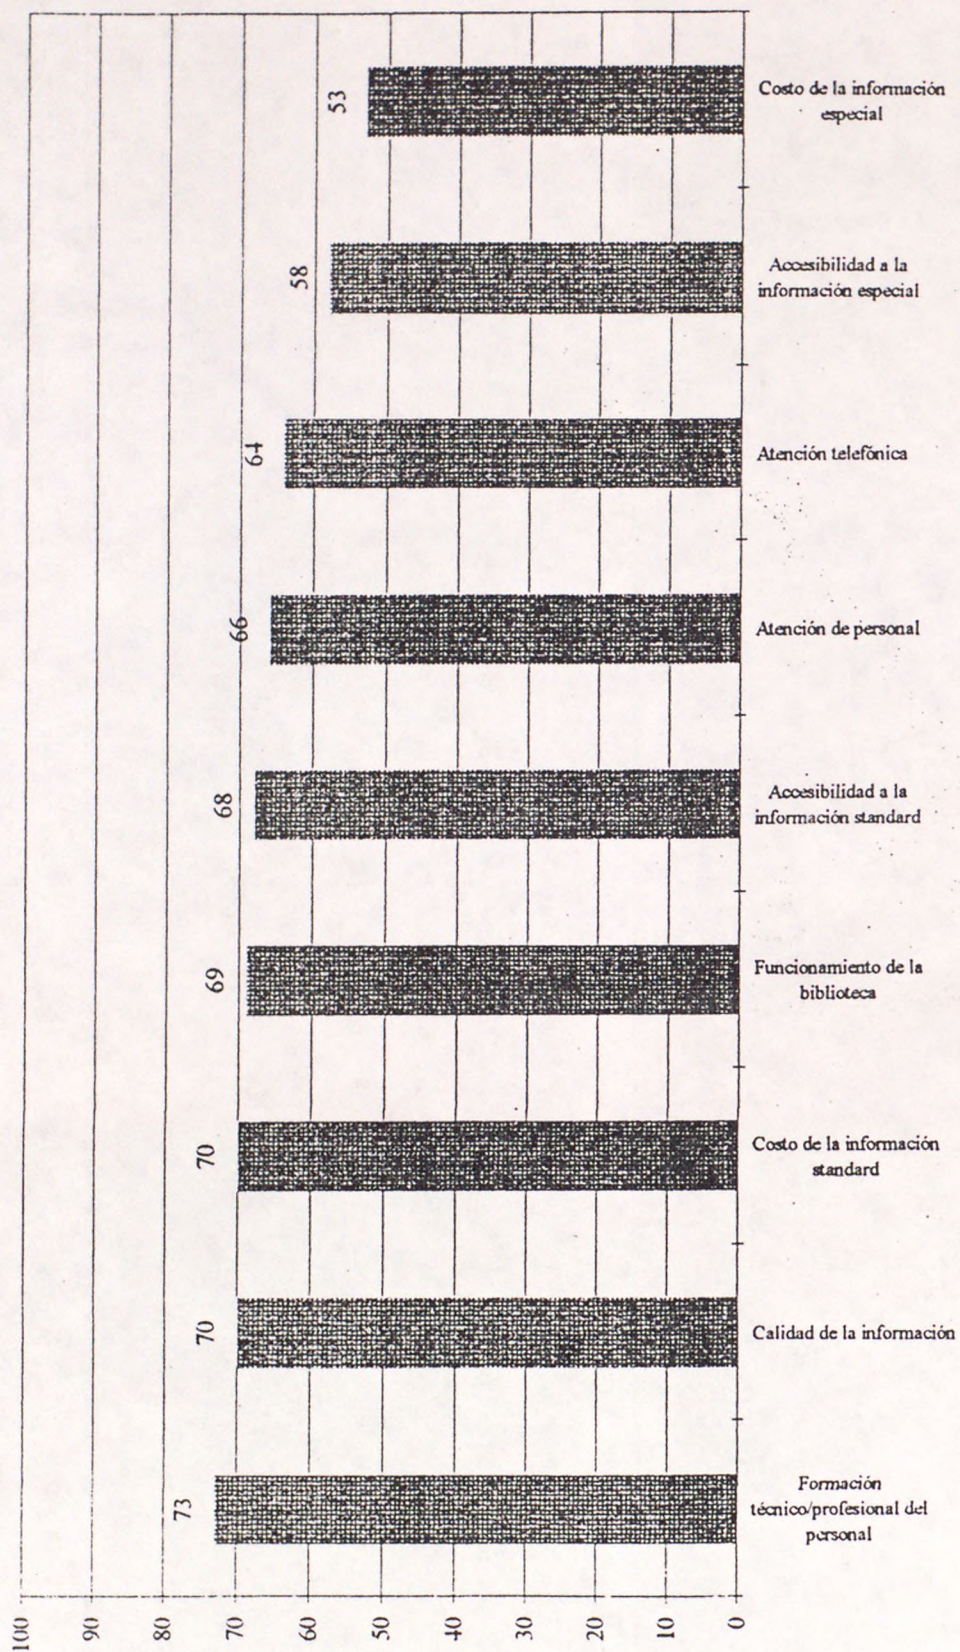 53
Costo de la información
especial
58
Accesibilidad a la
información especial
64
Atención telefónica
66
Atención de personal
68
Accesibilidad a la
información standard
69
Funcionamiento de la
biblioteca
70
Costo de la información
standard
70
Calidad de la información
73
Formación
técnico/profesional del
personal
100
90
80
70
60
50
40
30
20
10
0